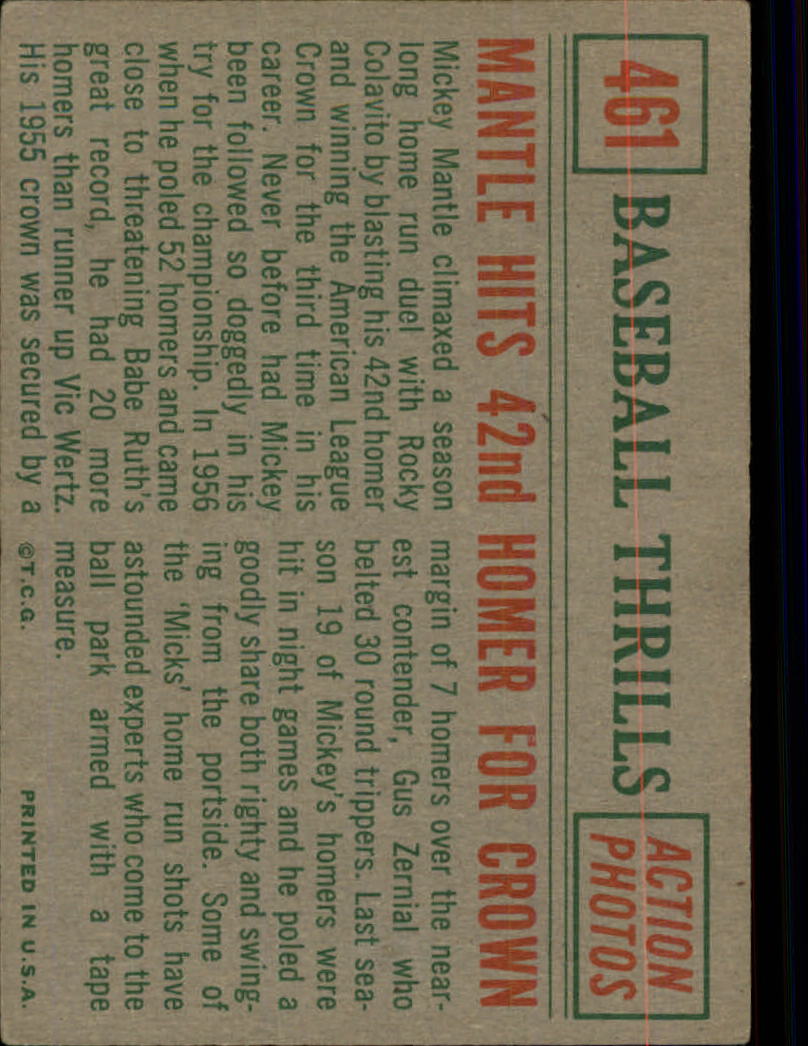 461
BASEBALL THRILLS
ACTION
PHOTOS
MANTLE HITS 42nd HOMER FOR CROWN
Mickey Mantle climaxed a season
long home run duel with Rocky
Colavito by blasting his 42nd homer
and winning the American League
Crown for the third time in his
career. Never before had Mickey
been followed so doggedly in his
try for the championship. In 1956
when he poled 52 homers and came
close to threatening Babe Ruth's
great record, he had 20 more
homers than runner up Vic Wertz.
His 1955 crown was secured by a
margin of 7 homers over the near-
est contender, Gus Zernial who
belted 30 round trippers. Last sea-
son 19 of Mickey's homers were
hit in night games and he poled a
goodly share both righty and swing-
ing from the portside. Some of
the 'Micks' home run shots have
astounded experts who come to the
ball park armed with a tape
measure.
©T.C.G.
PRINTED IN U.S.A.